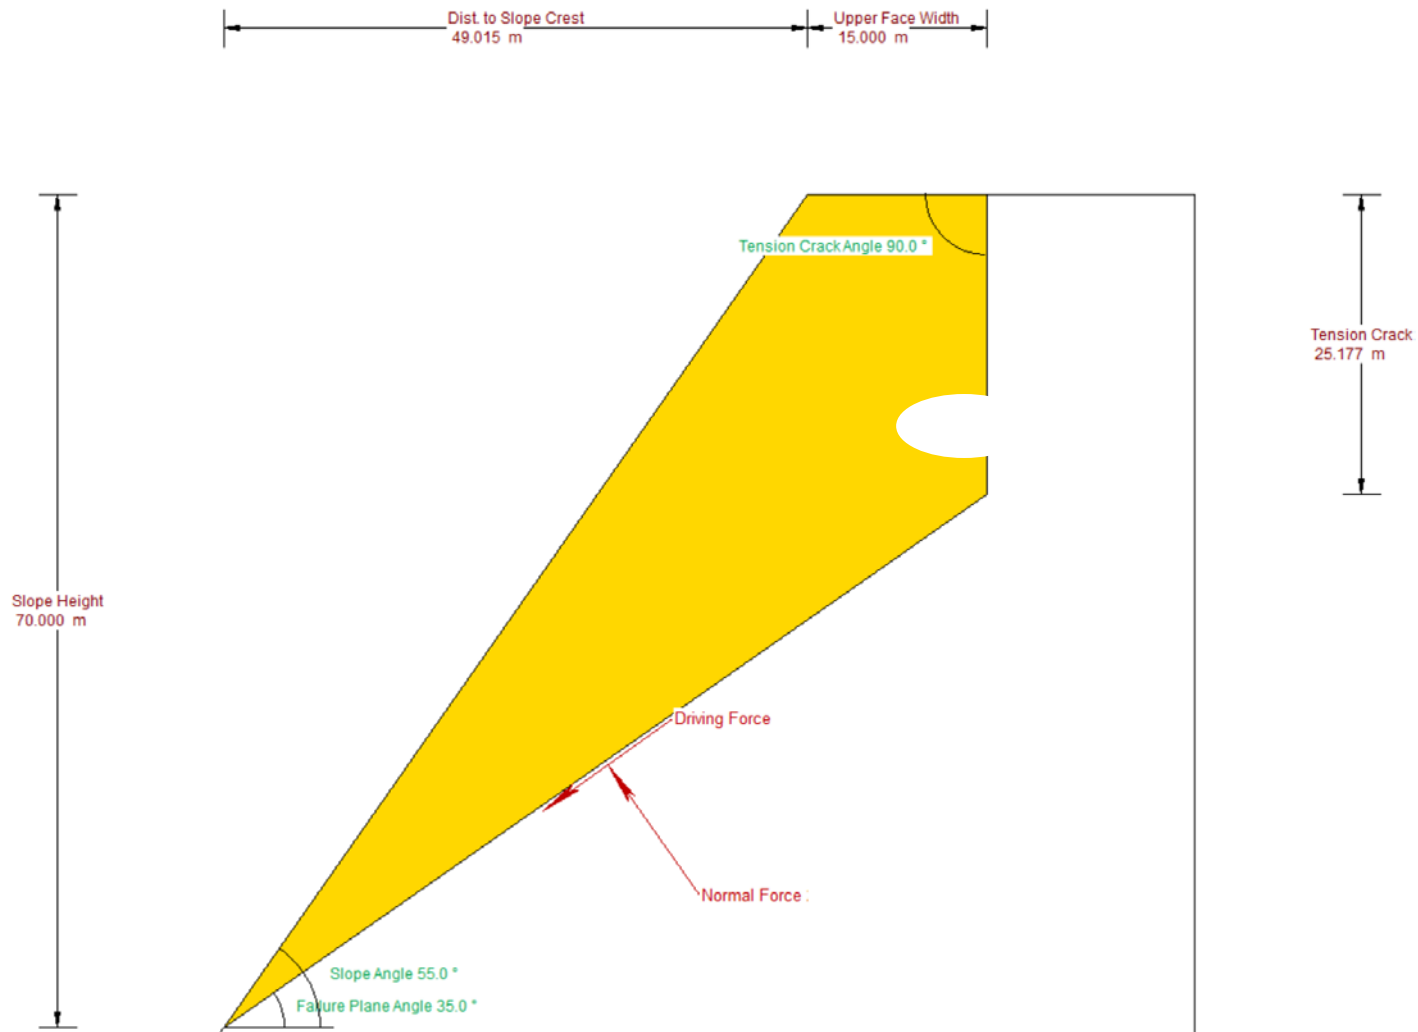 Dist. to Slope Crest
49.015 m
Upper Face Width
15.000 m
Tension Crack Angle 90.0 °
Tension Crack
25.177 m
Slope Height
70.000 m
Driving Force
Normal Force :
Slope Angle 55.0 °
Failure Plane Angle 35.0 °